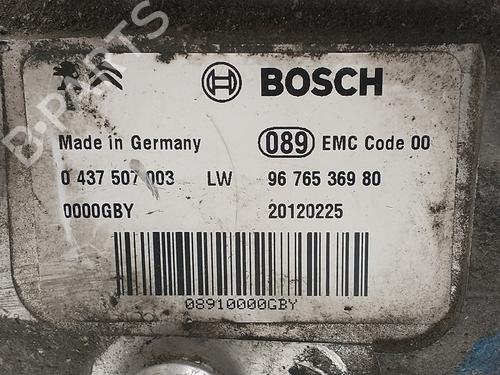 B-PARTS
BOSCH
Made in Germany 089 EMC Code 00
0 437 507 003 LW 96 765 369 80
0000GBY 20120225
08910000GBY